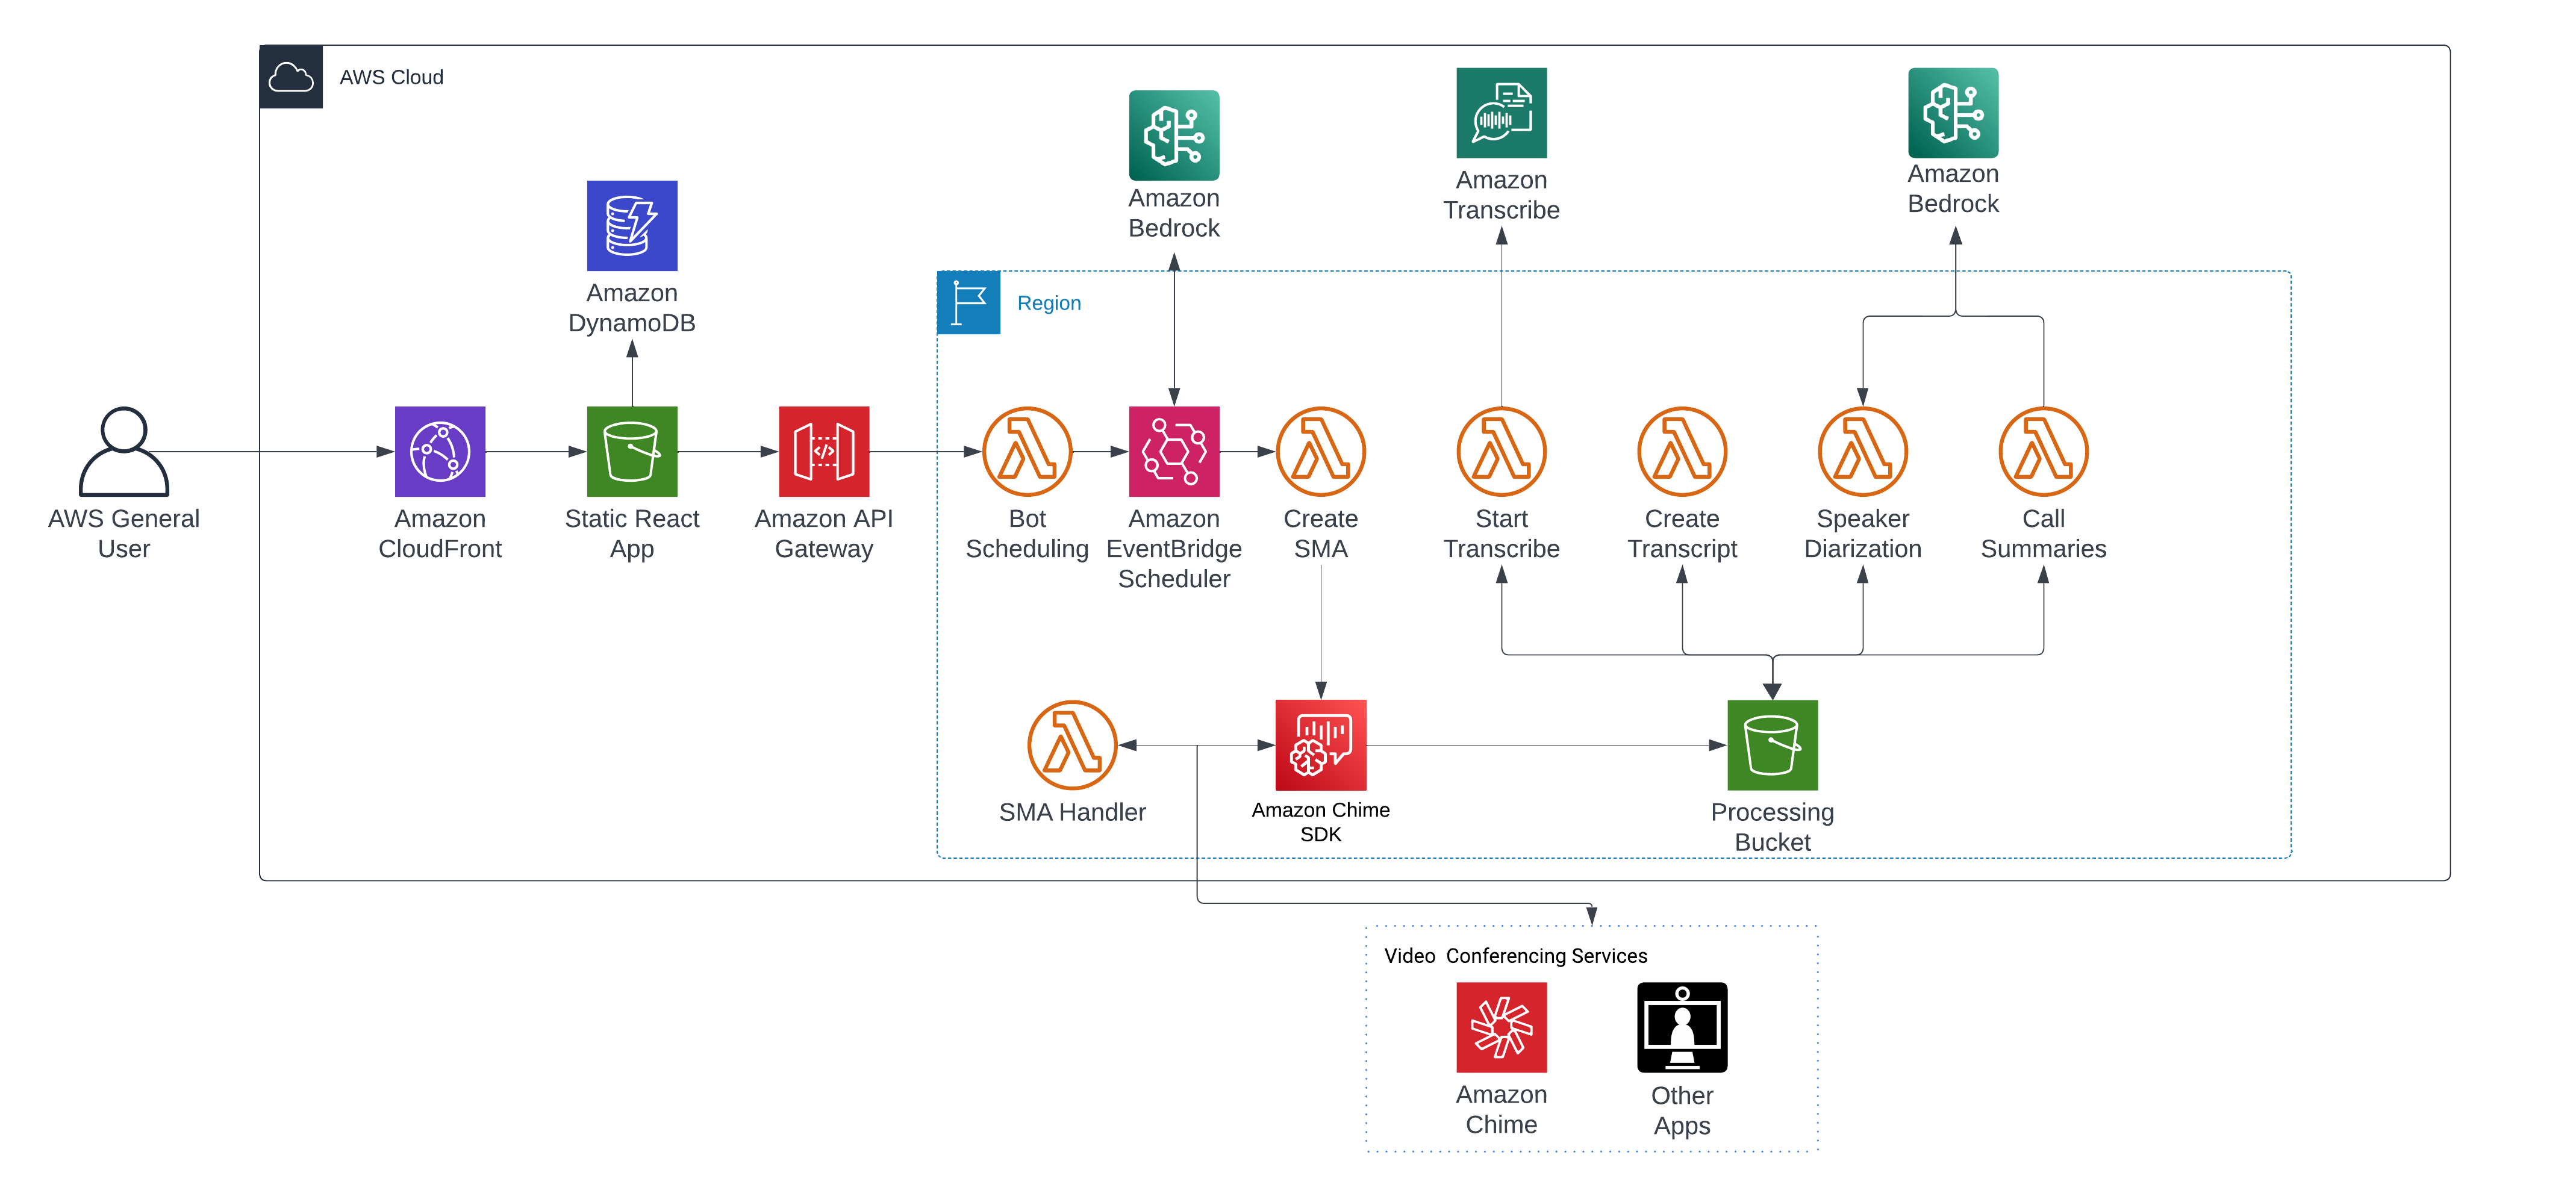 AWS Cloud
Amazon
Bedrock
Amazon
Transcribe
Amazon
Bedrock
Amazon
DynamoDB
Region
AWS General
User
Amazon
CloudFront
Static React
App
Amazon API
Gateway
Bot
Scheduling
Amazon
EventBridge
Scheduler
Create
SMA
Start
Transcribe
Create
Transcript
Speaker
Diarization
Call
Summaries
SMA Handler
Amazon Chime
SDK
Processing
Bucket
Video Conferencing Services
Amazon
Chime
Other
Apps